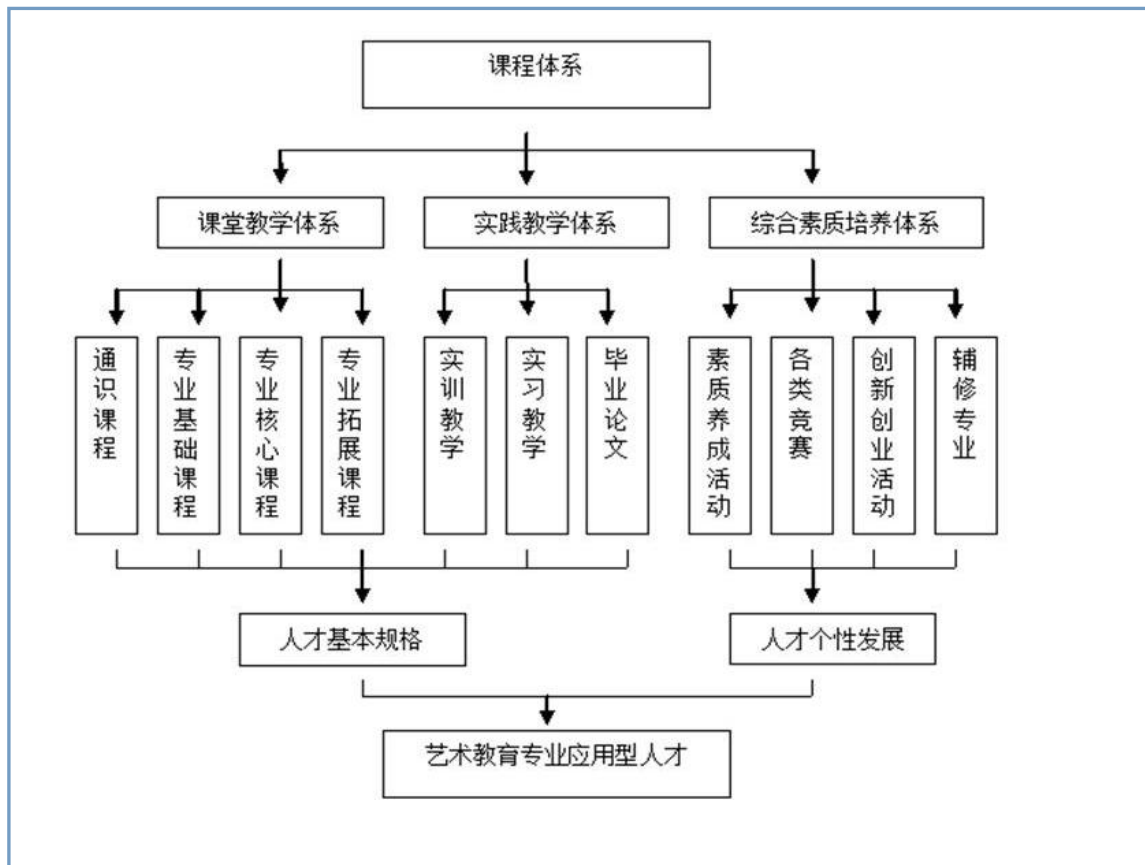 课程体系
课堂教学体系
实践教学体系
综合素质培养体系
通识课程
专业基础课程
专业核心课程
专业拓展课程
实训教学
实习教学
毕业论文
素质养成活动
各类竞赛
创新创业活动
辅修专业
人才基本规格
人才个性发展
艺术教育专业应用型人才